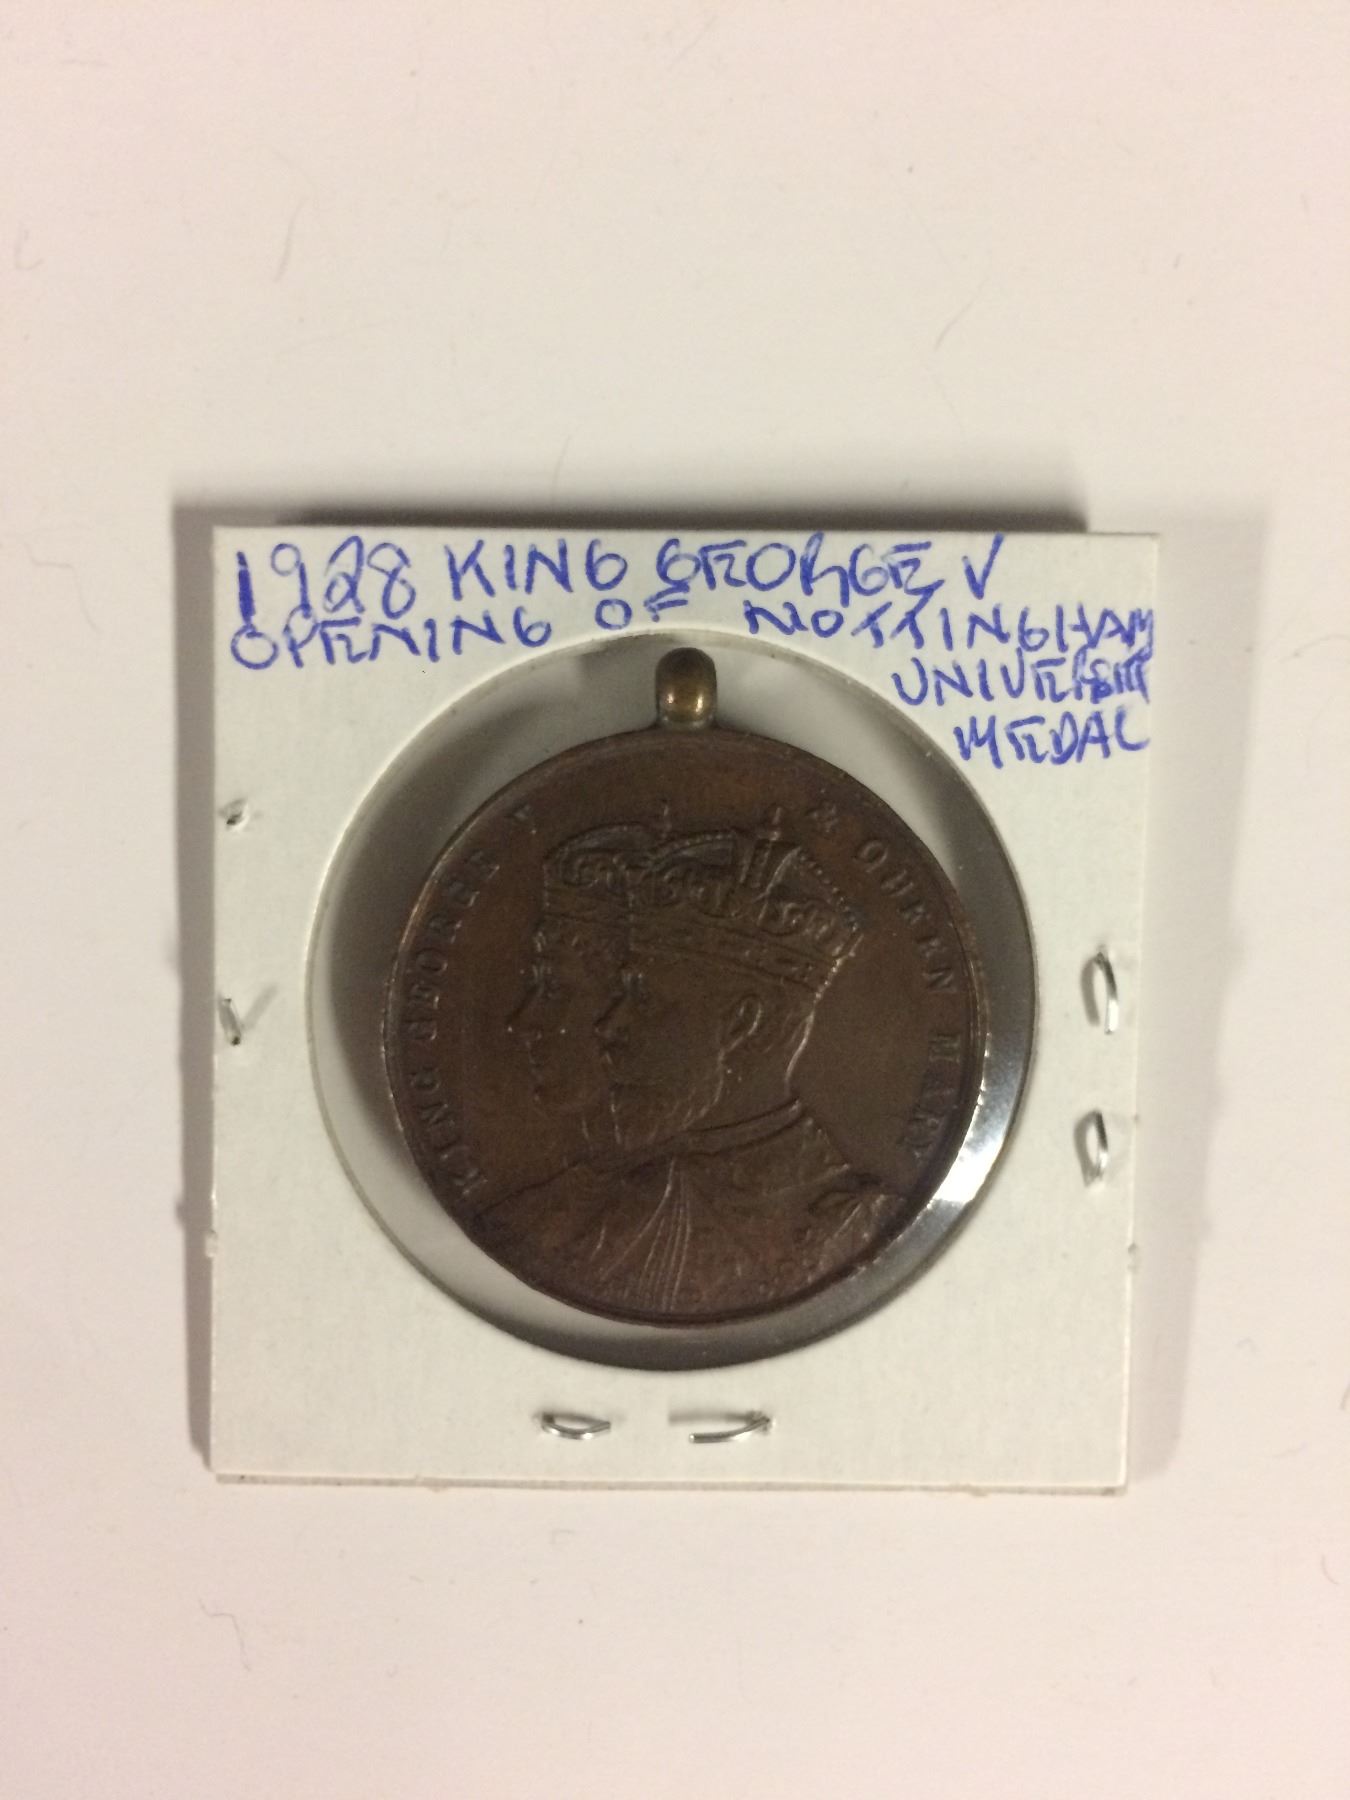 1928 KING GEORGE V
OPENING OF NOTTINGHAM
UNIVERSITY
MEDAL
KING GEORGE V & QUEEN MARY